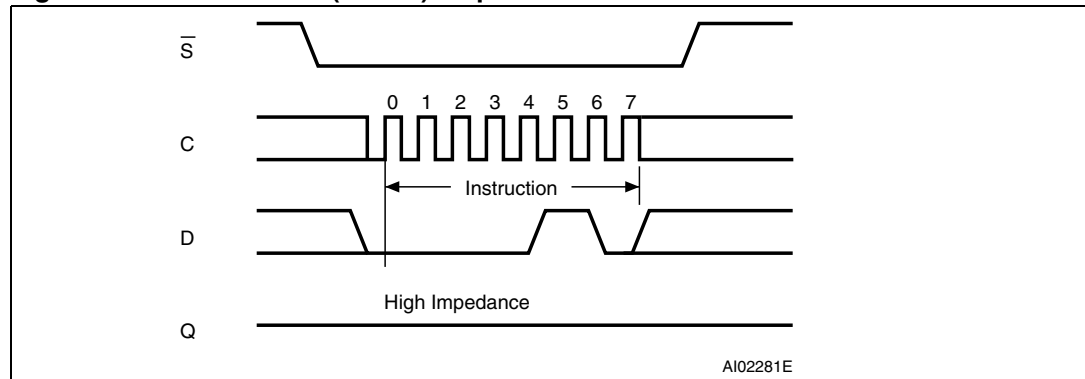 S̅
0 1 2 3 4 5 6 7
C
Instruction
D
High Impedance
Q
AI02281E